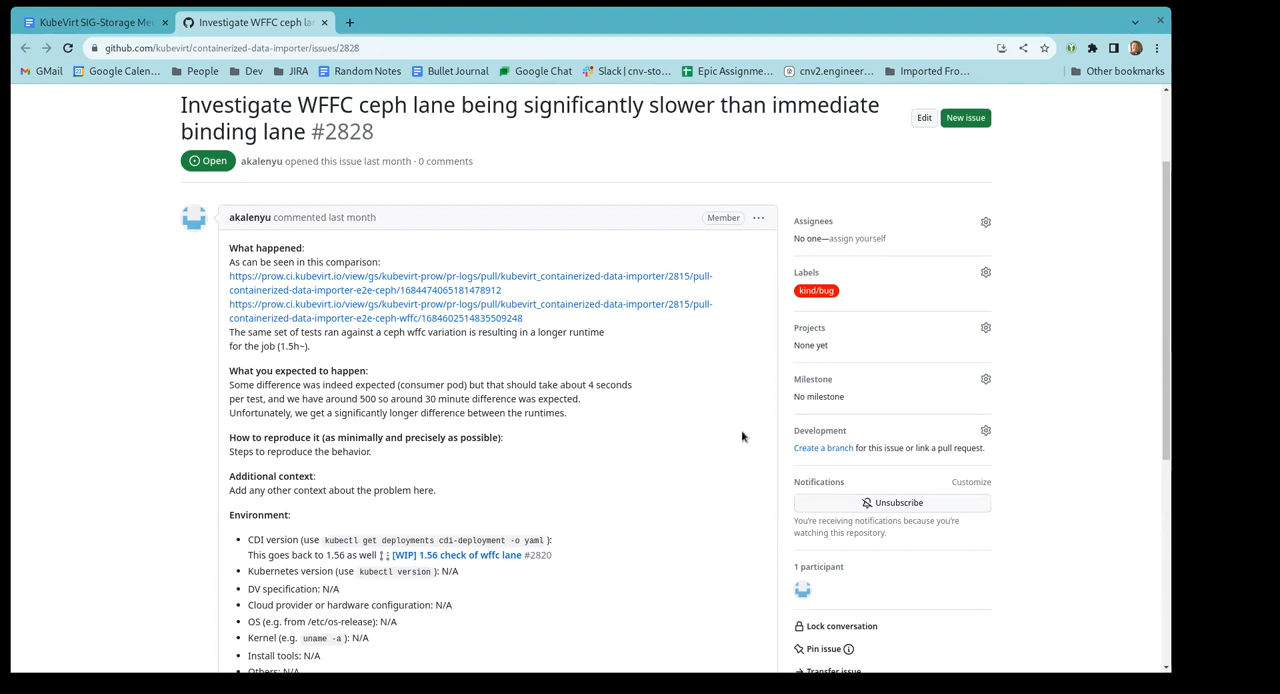 KubeVirt SIG-Storage Me
Investigate WFFC ceph la
github.com/kubevirt/containerized-data-importer/issues/2828
GMail
Google Calen...
People
Dev
JIRA
Random Notes
Bullet Journal
Google Chat
Slack | cnv-sto...
Epic Assignme...
cnv2.engineer...
Imported Fro...
Other bookmarks
Investigate WFFC ceph lane being significantly slower than immediate
binding lane #2828
Edit
New issue
Open
akalenyu opened this issue last month · 0 comments
akalenyu commented last month
Member
What happened:
As can be seen in this comparison:
https://prow.ci.kubevirt.io/view/gs/kubevirt-prow/pr-logs/pull/kubevirt_containerized-data-importer/2815/pull-
containerized-data-importer-e2e-ceph/1684474065181478912
https://prow.ci.kubevirt.io/view/gs/kubevirt-prow/pr-logs/pull/kubevirt_containerized-data-importer/2815/pull-
containerized-data-importer-e2e-ceph-wffc/1684602514835509248
The same set of tests ran against a ceph wffc variation is resulting in a longer runtime
for the job (1.5h~).
What you expected to happen:
Some difference was indeed expected (consumer pod) but that should take about 4 seconds
per test, and we have around 500 so around 30 minute difference was expected.
Unfortunately, we get a significantly longer difference between the runtimes.
How to reproduce it (as minimally and precisely as possible):
Steps to reproduce the behavior.
Additional context:
Add any other context about the problem here.
Environment:
• CDI version (use kubectl get deployments cdi-deployment -o yaml ):
This goes back to 1.56 as well [WIP] 1.56 check of wffc lane #2820
• Kubernetes version (use kubectl version ): N/A
• DV specification: N/A
• Cloud provider or hardware configuration: N/A
• OS (e.g. from /etc/os-release): N/A
• Kernel (e.g. uname -a ): N/A
• Install tools: N/A
• Others: N/A
Assignees
No one—assign yourself
Labels
kind/bug
Projects
None yet
Milestone
No milestone
Development
Create a branch for this issue or link a pull request.
Notifications
Customize
Unsubscribe
You're receiving notifications because you're
watching this repository.
1 participant
Lock conversation
Pin issue
Transfer issue